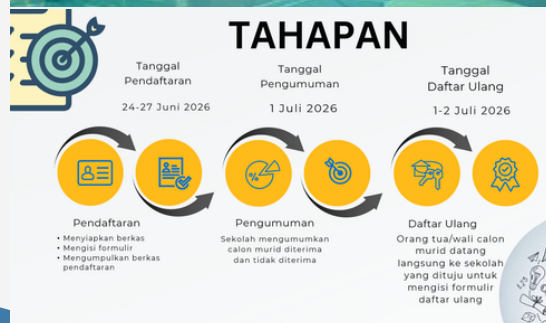 TAHAPAN
Tanggal
Pendaftaran
24-27 Juni 2026
Tanggal
Pengumuman
1 Juli 2026
Tanggal
Daftar Ulang
1-2 Juli 2026
%
Pendaftaran
• Menyiapkan berkas
• Mengisi formulir
• Mengumpulkan berkas
pendaftaran
Pengumuman
Sekolah mengumumkan
calon murid diterima
dan tidak diterima
Daftar Ulang
Orang tua/wali calon
murid datang
langsung ke sekolah
yang dituju untuk
mengisi formulir
daftar ulang